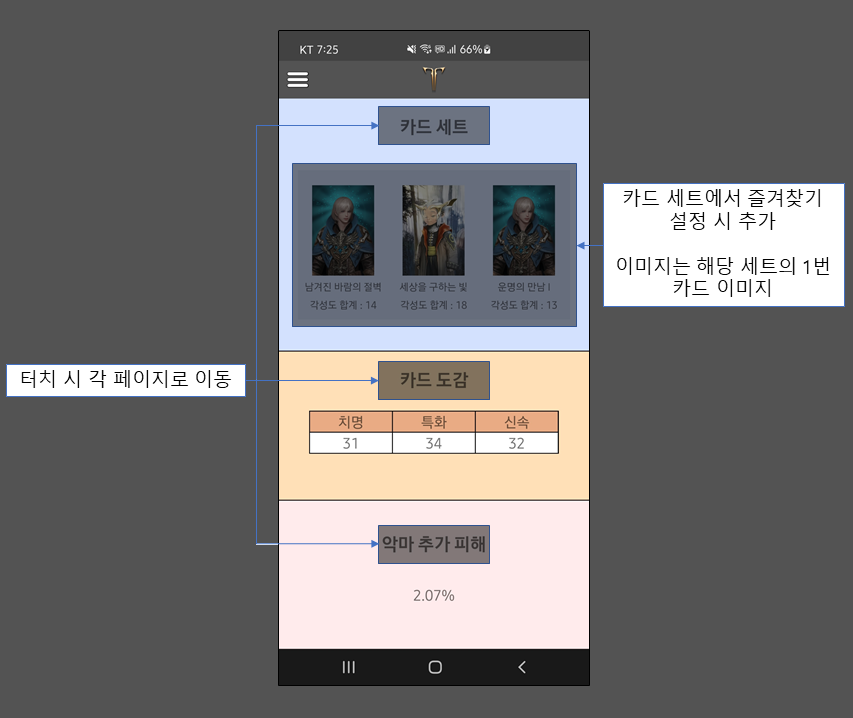 KT 7:25
66%
카드 세트
남겨진 바람의 절벽
세상을 구하는 빛
운명의 만남 I
각성도 합계 : 14
각성도 합계 : 18
각성도 합계 : 13
카드 세트에서 즐겨찾기
설정 시 추가
이미지는 해당 세트의 1번
카드 이미지
터치 시 각 페이지로 이동
카드 도감
치명 특화 신속
31 34 32
악마 추가 피해
2.07%